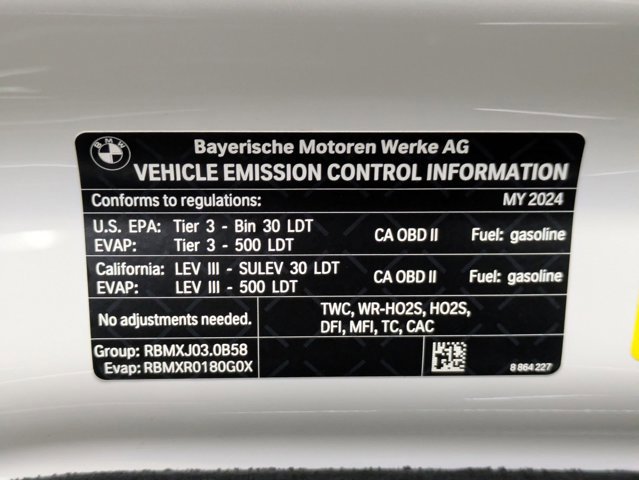 BMW
Bayerische Motoren Werke AG
VEHICLE EMISSION CONTROL INFORMATION
Conforms to regulations: MY 2024
U.S. EPA: Tier 3 - Bin 30 LDT
EVAP: Tier 3 - 500 LDT
CA OBD II Fuel: gasoline
California: LEV III - SULEV 30 LDT
EVAP: LEV III - 500 LDT
CA OBD II Fuel: gasoline
No adjustments needed.
TWC, WR-HO2S, HO2S,
DFI, MFI, TC, CAC
Group: RBMXJ03.0B58
Evap: RBMXR0180G0X
8 864 227